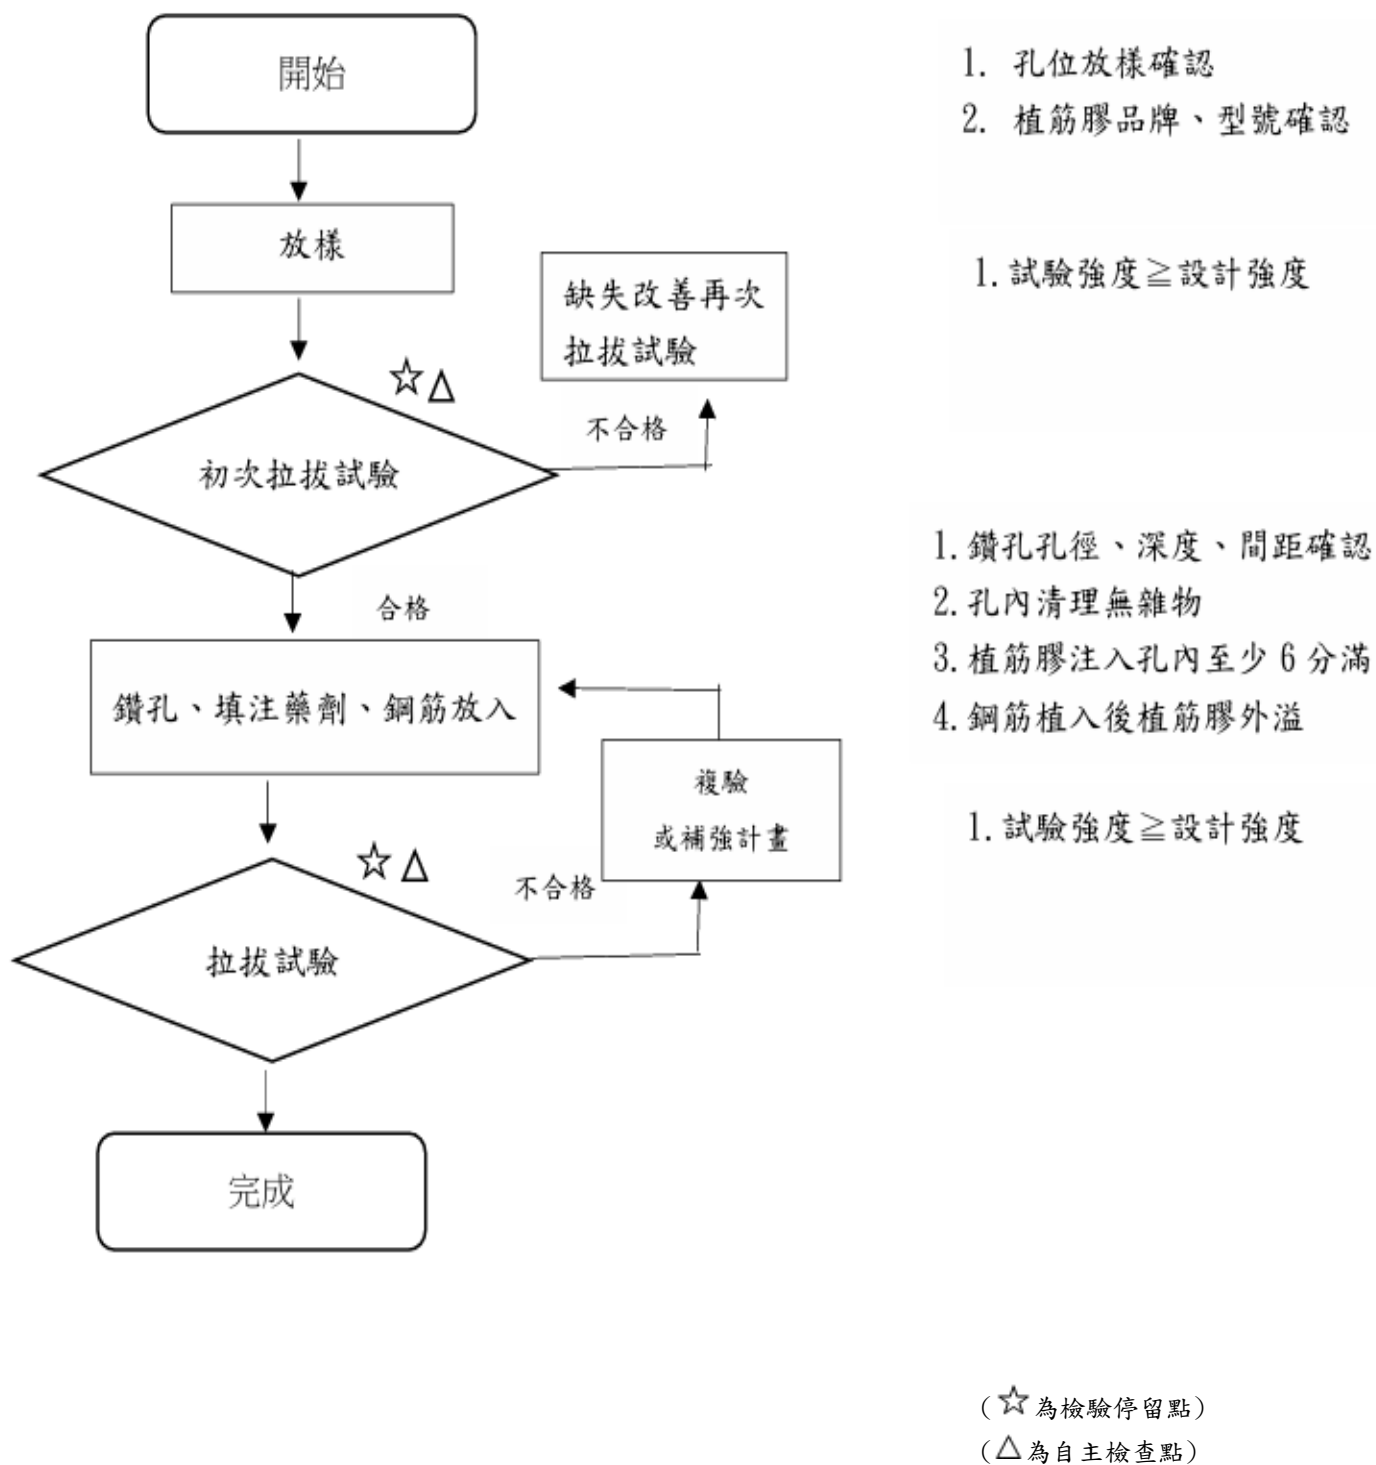 開始
1. 孔位放樣確認
2. 植筋膠品牌、型號確認
放樣
1.試驗強度≧設計強度
缺失改善再次
拉拔試驗
☆△
不合格
初次拉拔試驗
合格
1.鑽孔孔徑、深度、間距確認
2.孔內清理無雜物
3.植筋膠注入孔內至少6分滿
4.鋼筋植入後植筋膠外溢
鑽孔、填注藥劑、鋼筋放入
複驗
或補強計畫
1.試驗強度≧設計強度
☆△
不合格
拉拔試驗
完成
(☆為檢驗停留點)
(△為自主檢查點)